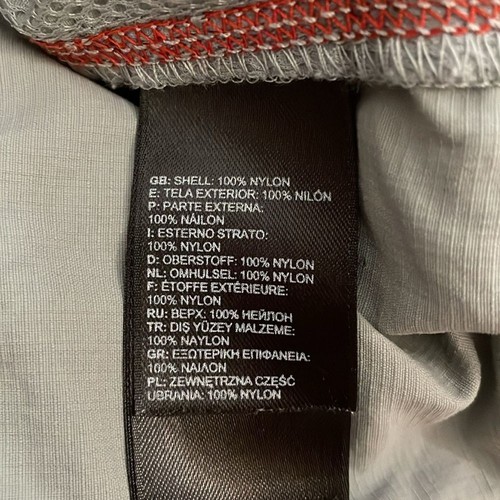 GB: SHELL: 100% NYLON
E: TELA EXTERIOR: 100% NILÓN
P: PARTE EXTERNA:
100% NÁILON
I: ESTERNO STRATO:
100% NYLON
D: OBERSTOFF: 100% NYLON
NL: OMHULSEL: 100% NYLON
F: ÉTOFFE EXTÉRIEURE:
100% NYLON
RU: ВЕРХ: 100% НЕЙЛОН
TR: DIŞ YÜZEY MALZEME:
100% NAYLON
GR: ΕΞΩΤΕΡΙΚΗ ΕΠΙΦΑΝΕΙΑ:
100% ΝΑΙΛΟΝ
PL: ZEWNĘTRZNA CZĘŚĆ
UBRANIA: 100% NYLON